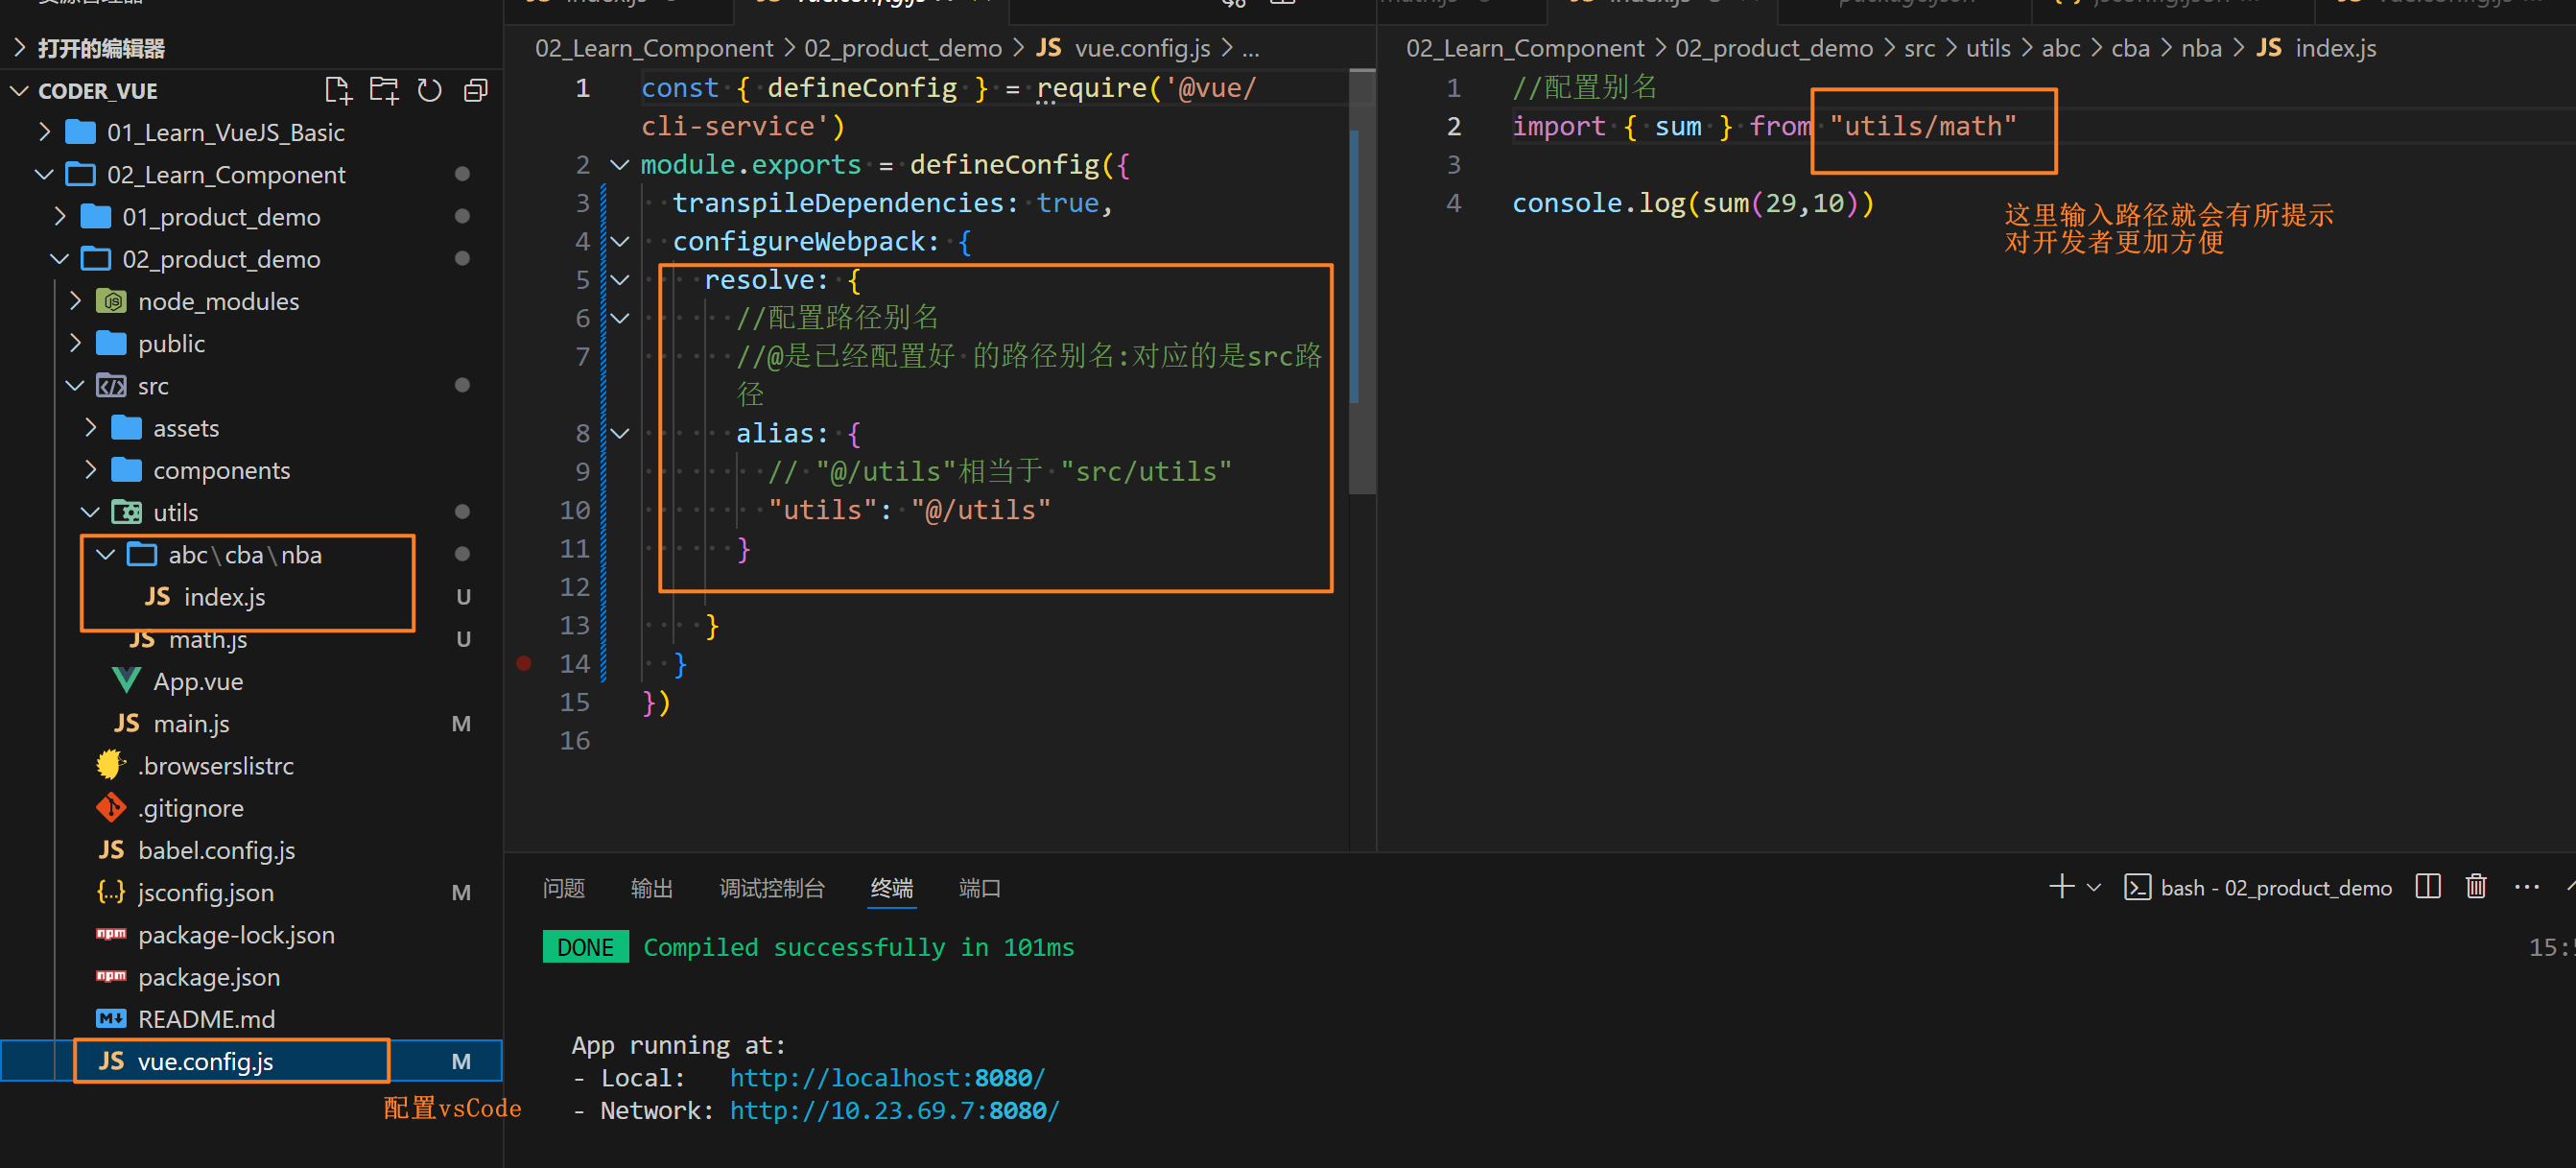 打开的编辑器
CODER_VUE
01_Learn_VueJS_Basic
02_Learn_Component
01_product_demo
02_product_demo
node_modules
public
src
assets
components
utils
abc\cba\nba
JS index.js U
JS math.js U
App.vue
JS main.js M
.browserslistrc
.gitignore
JS babel.config.js
{..} jsconfig.json M
npm package-lock.json
npm package.json
README.md
JS vue.config.js M
配置vsCode
02_Learn_Component > 02_product_demo > JS vue.config.js > ...
1 const { defineConfig } = require('@vue/
cli-service')
2 module.exports = defineConfig({
3 transpileDependencies: true,
4 configureWebpack: {
5 resolve: {
6 //配置路径别名
7 //@是已经配置好 的路径别名:对应的是src路
径
8 alias: {
9 // "@/utils"相当于 "src/utils"
10 "utils": "@/utils"
11 }
12
13 }
14 }
15 })
16
02_Learn_Component > 02_product_demo > src > utils > abc > cba > nba > JS index.js
1 //配置别名
2 import { sum } from "utils/math"
3
4 console.log(sum(29,10))
这里输入路径就会有所提示
对开发者更加方便
问题 输出 调试控制台 终端 端口
bash - 02_product_demo
DONE Compiled successfully in 101ms
App running at:
- Local: http://localhost:8080/
- Network: http://10.23.69.7:8080/